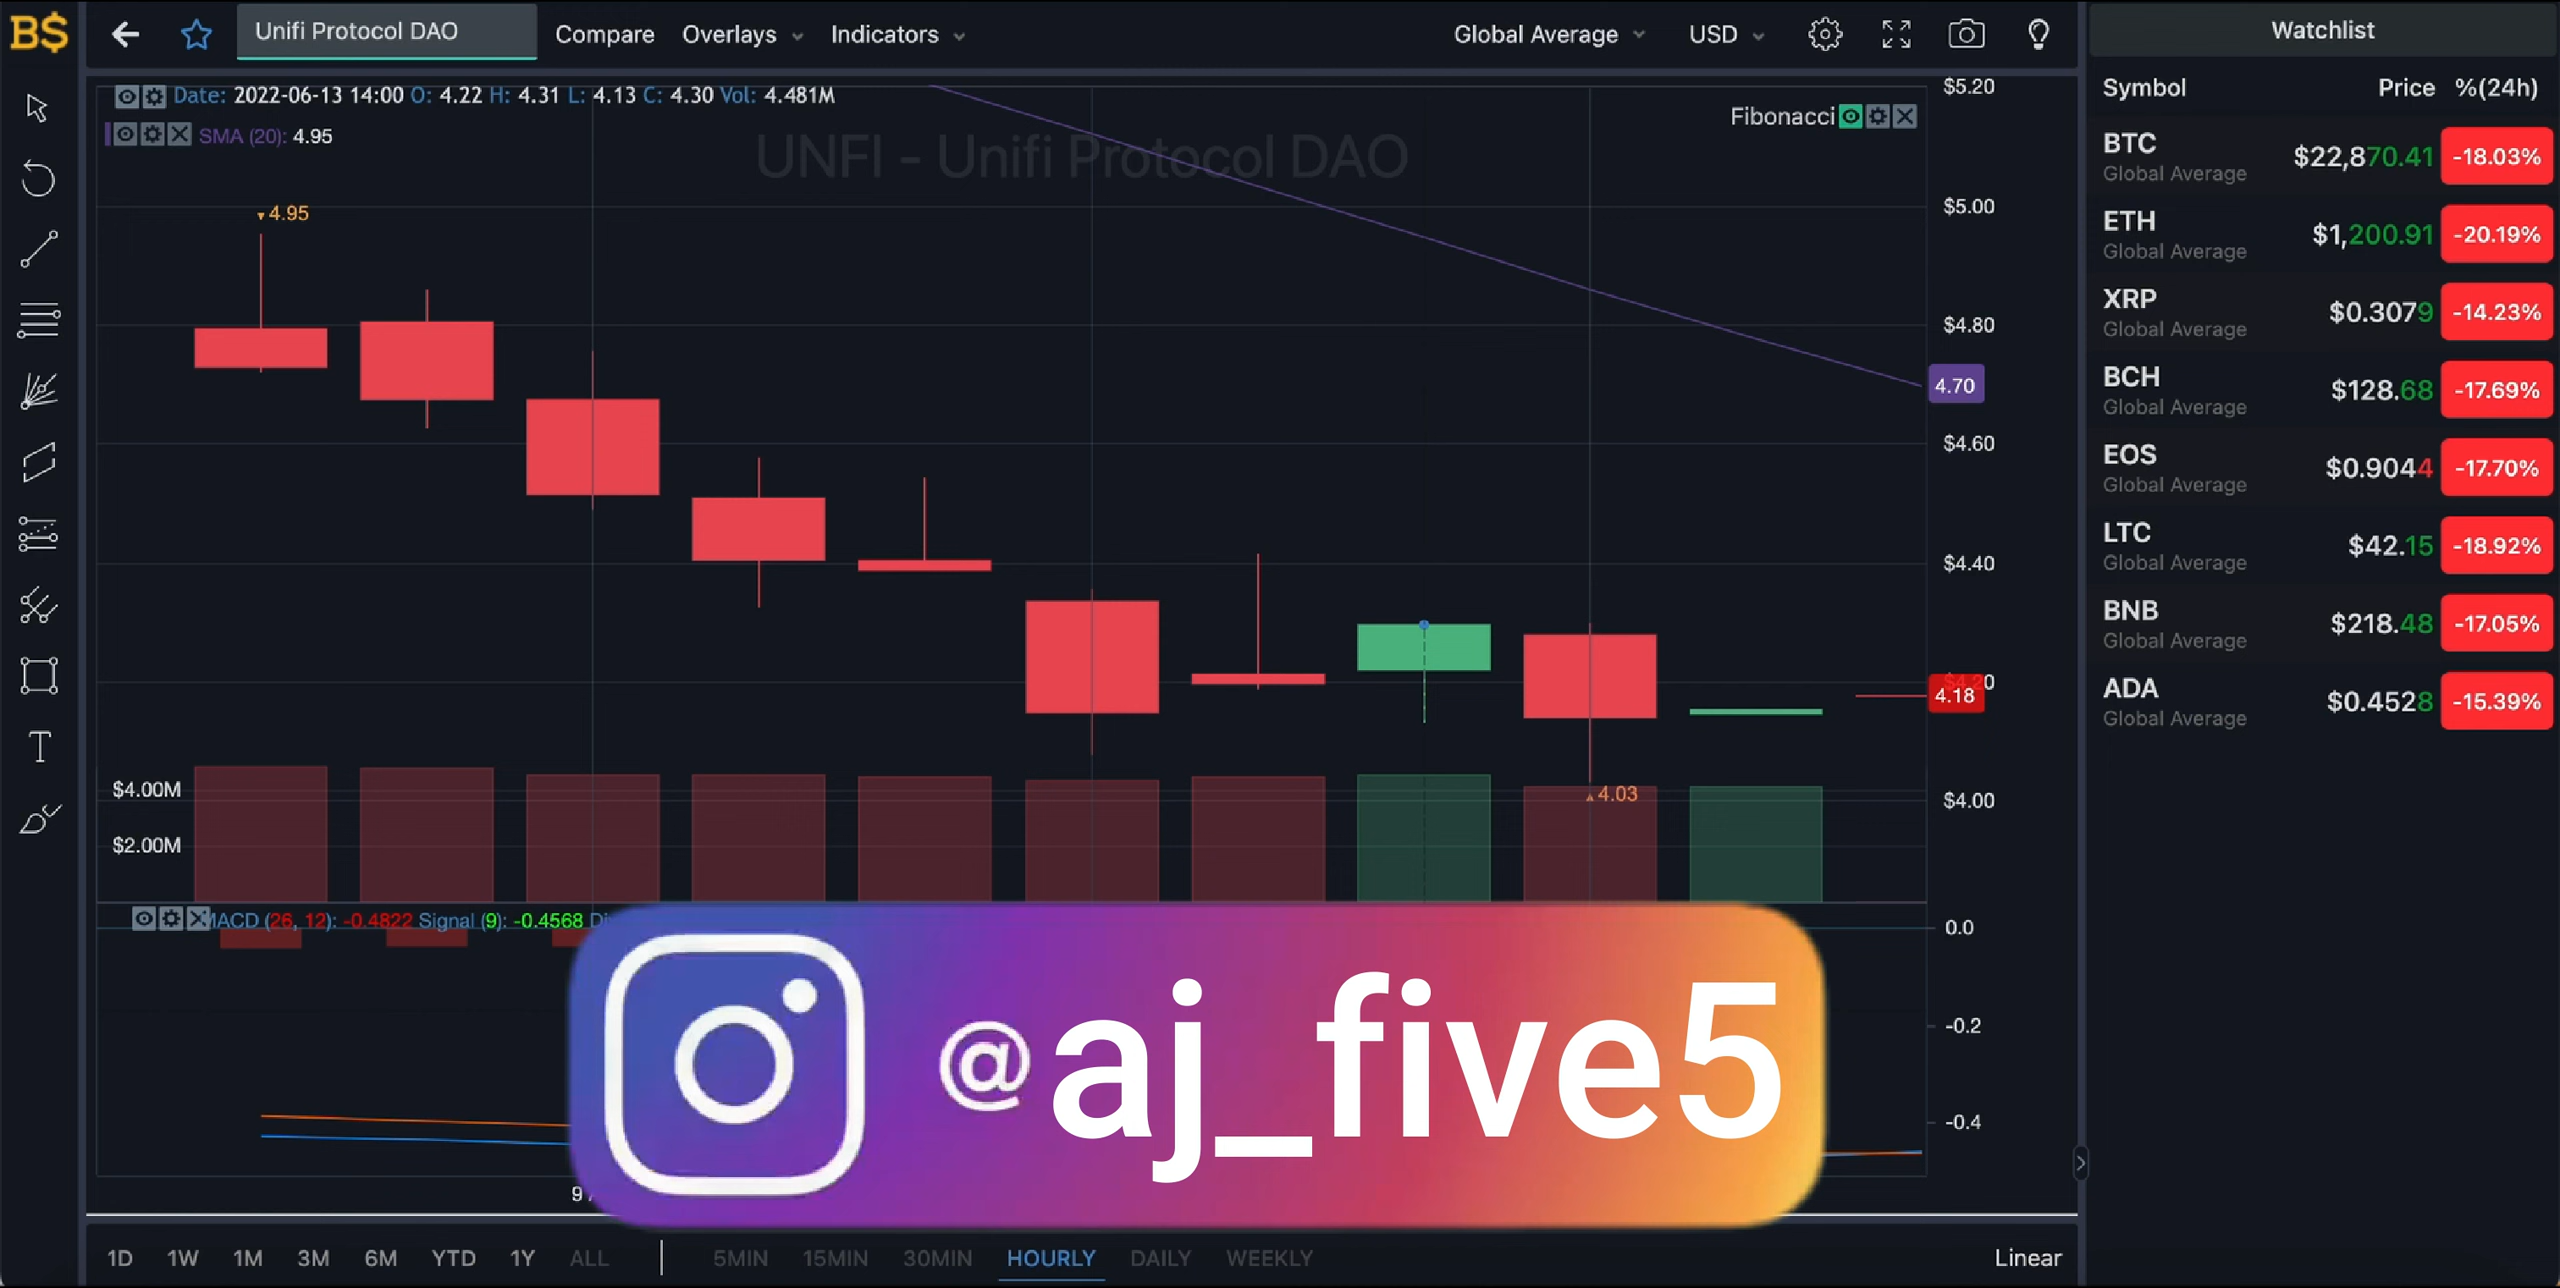 B$
Unifi Protocol DAO
Compare
Overlays
Indicators
Global Average
USD
Watchlist
Date: 2022-06-13 14:00 O: 4.22 H: 4.31 L: 4.13 C: 4.30 Vol: 4.481M
SMA (20): 4.95
Fibonacci
UNFI - Unifi Protocol DAO
4.95
4.03
$5.20
$5.00
$4.80
4.70
$4.60
$4.40
4.18
$4.00
$4.00M
$2.00M
MACD (26, 12): -0.4822 Signal (9): -0.4568
0.0
-0.2
-0.4
@aj_five5
Symbol Price %(24h)
BTC $22,870.41 -18.03%
Global Average
ETH $1,200.91 -20.19%
Global Average
XRP $0.3079 -14.23%
Global Average
BCH $128.68 -17.69%
Global Average
EOS $0.9044 -17.70%
Global Average
LTC $42.15 -18.92%
Global Average
BNB $218.48 -17.05%
Global Average
ADA $0.4528 -15.39%
Global Average
1D 1W 1M 3M 6M YTD 1Y ALL 5MIN 15MIN 30MIN HOURLY DAILY WEEKLY
Linear